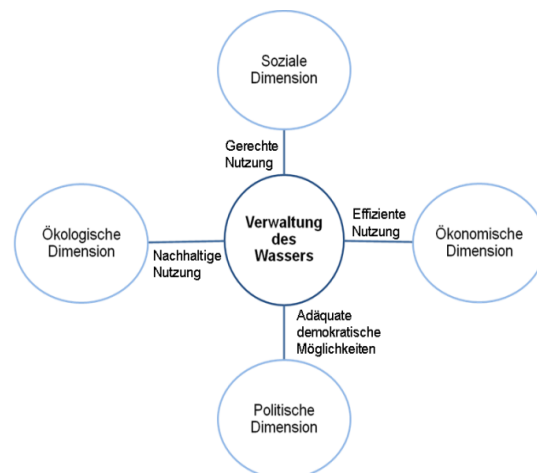 Soziale
Dimension
Gerechte
Nutzung
Verwaltung
des
Wassers
Effiziente
Nutzung
Ökonomische
Dimension
Ökologische
Dimension
Nachhaltige
Nutzung
Adäquate
demokratische
Möglichkeiten
Politische
Dimension